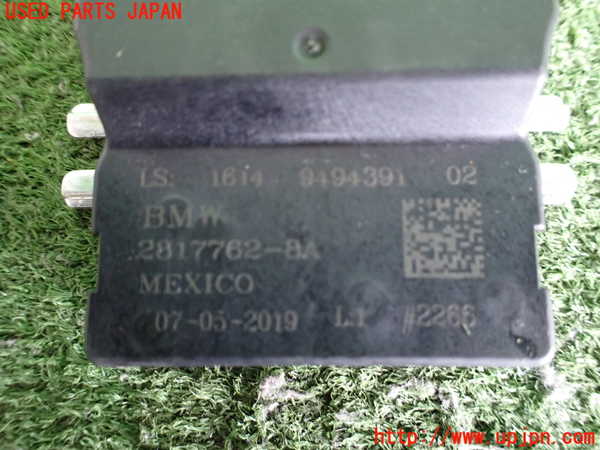 USED PARTS JAPAN
LS: 1614 9494391 02
BMW
2817762-8A
MEXICO
07-05-2019 L.1 #2266
http://www.upjpn.com